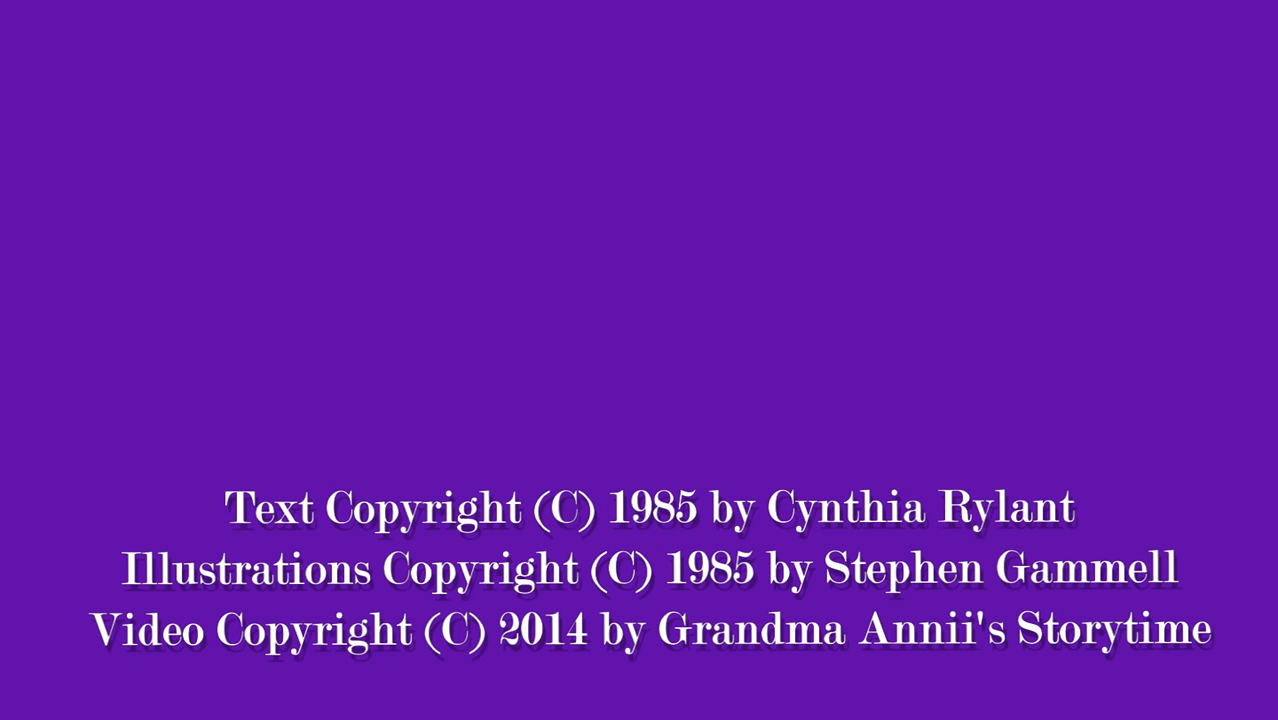 Text Copyright (C) 1985 by Cynthia Rylant
Illustrations Copyright (C) 1985 by Stephen Gammell
Video Copyright (C) 2014 by Grandma Annii's Storytime